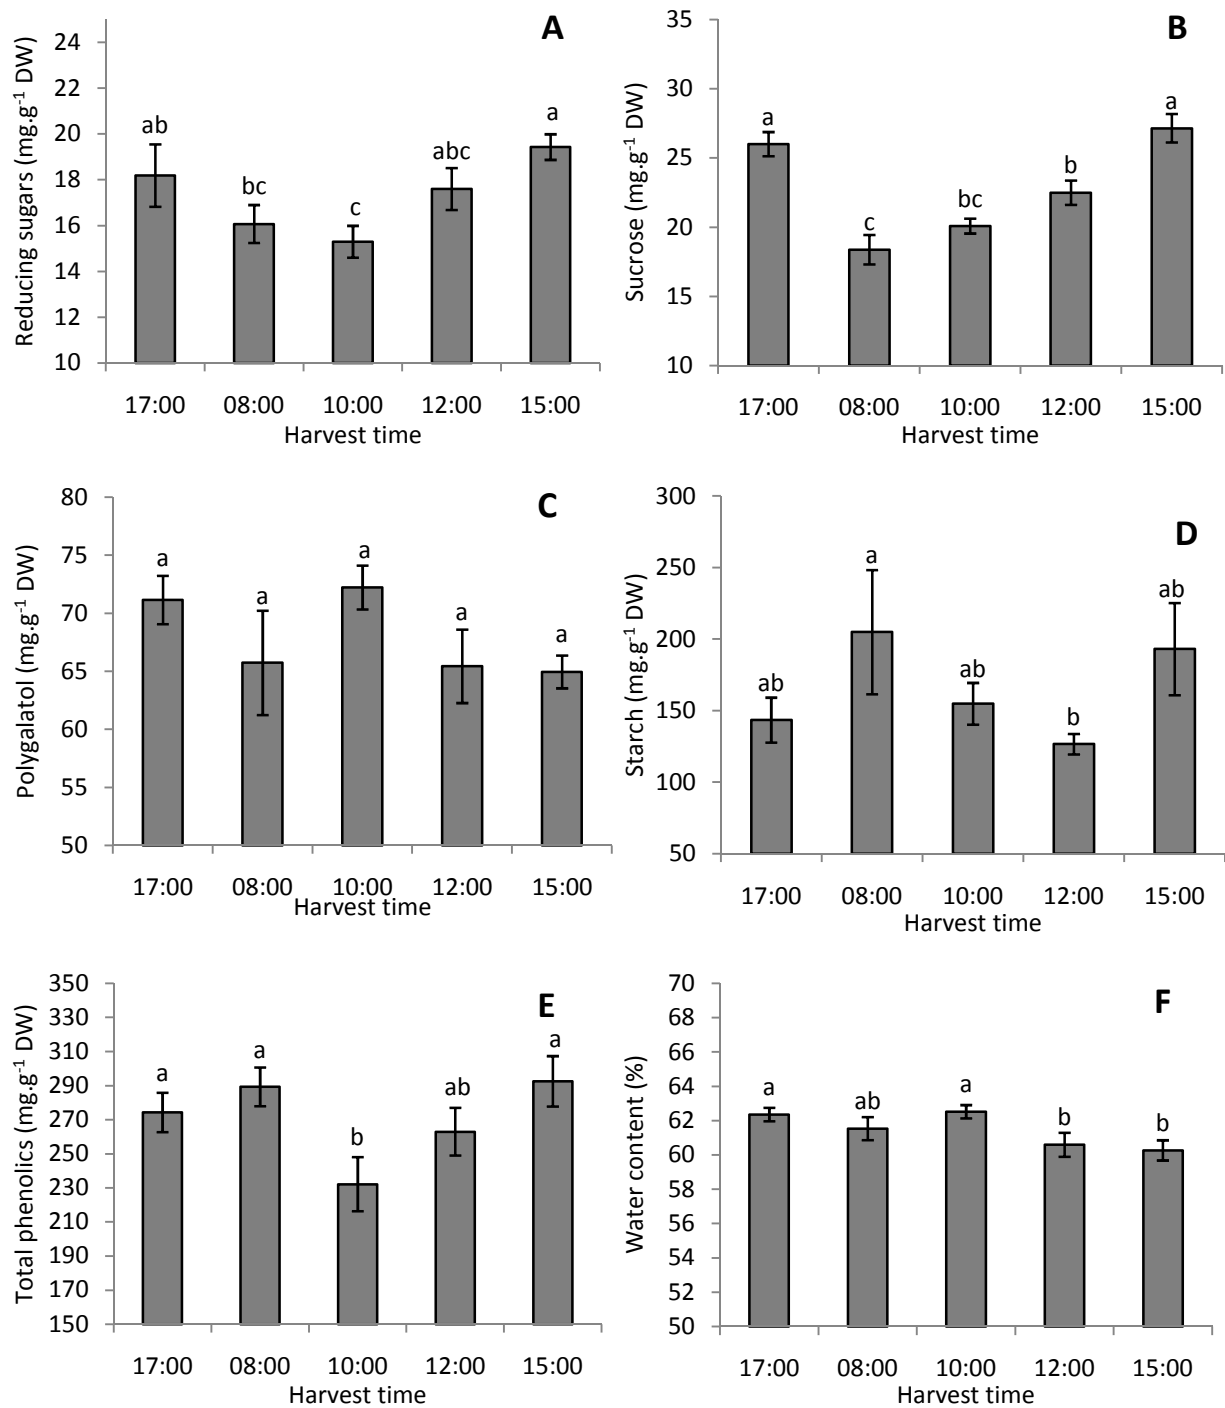 A
Reducing sugars (mg.g⁻¹ DW)
24
22
20
18
16
14
12
10
ab
bc
c
abc
a
17:00 08:00 10:00 12:00 15:00
Harvest time
B
Sucrose (mg.g⁻¹ DW)
35
30
25
20
15
10
a
c
bc
b
a
17:00 08:00 10:00 12:00 15:00
Harvest time
C
Polygalatol (mg.g⁻¹ DW)
80
75
70
65
60
55
50
a
a
a
a
a
17:00 08:00 10:00 12:00 15:00
Harvest time
D
Starch (mg.g⁻¹ DW)
300
250
200
150
100
50
ab
a
ab
b
ab
17:00 08:00 10:00 12:00 15:00
Harvest time
E
Total phenolics (mg.g⁻¹ DW)
350
330
310
290
270
250
230
210
190
170
150
a
a
b
ab
a
17:00 08:00 10:00 12:00 15:00
Harvest time
F
Water content (%)
70
68
66
64
62
60
58
56
54
52
50
a
ab
a
b
b
17:00 08:00 10:00 12:00 15:00
Harvest time